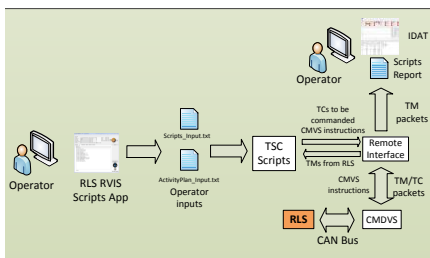 IDAT
Scripts
Report
Operator
TCs to be
commanded
CMVS instructions
TM
packets
Scripts_Input.txt
TSC
Scripts
Remote
Interface
TMs from RLS
Operator
RLS RVIS
Scripts App
ActivityPlan_Input.txt
Operator
inputs
CMVS
instructions
TM/TC
packets
RLS
CMDVS
CAN Bus